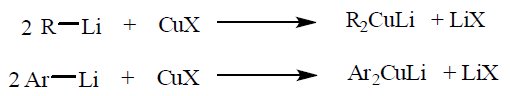 2 R—Li + CuX ⟶ R₂CuLi + LiX
2 Ar—Li + CuX ⟶ Ar₂CuLi + LiX